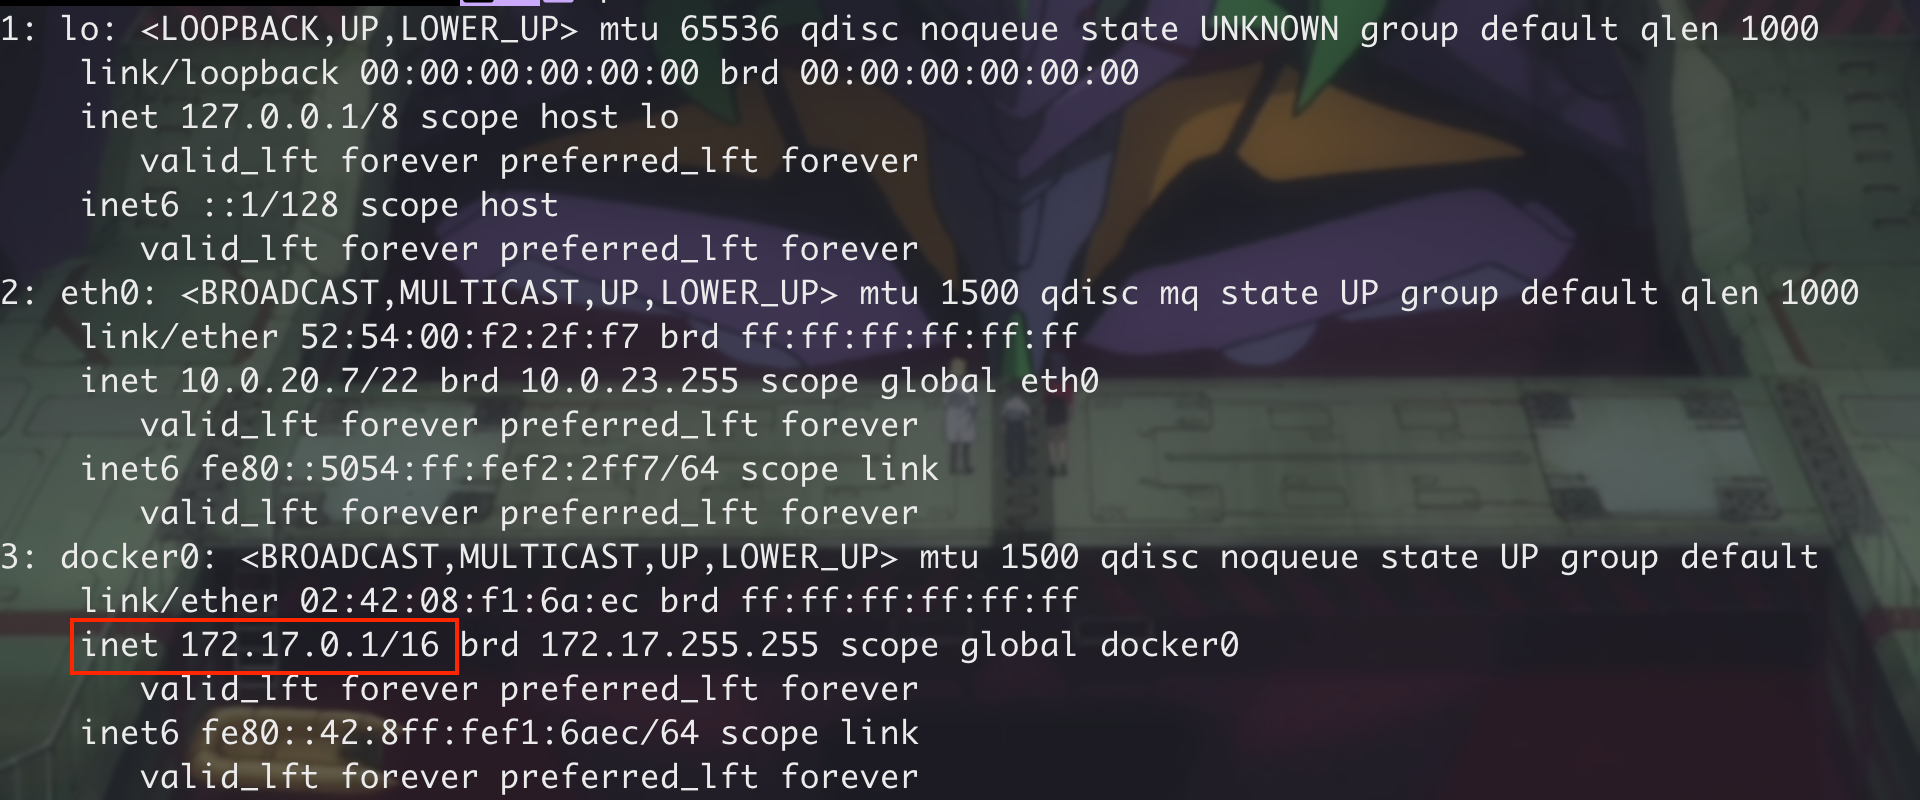 1: lo: <LOOPBACK,UP,LOWER_UP> mtu 65536 qdisc noqueue state UNKNOWN group default qlen 1000
link/loopback 00:00:00:00:00:00 brd 00:00:00:00:00:00
inet 127.0.0.1/8 scope host lo
valid_lft forever preferred_lft forever
inet6 ::1/128 scope host
valid_lft forever preferred_lft forever
2: eth0: <BROADCAST,MULTICAST,UP,LOWER_UP> mtu 1500 qdisc mq state UP group default qlen 1000
link/ether 52:54:00:f2:2f:f7 brd ff:ff:ff:ff:ff:ff
inet 10.0.20.7/22 brd 10.0.23.255 scope global eth0
valid_lft forever preferred_lft forever
inet6 fe80::5054:ff:fef2:2ff7/64 scope link
valid_lft forever preferred_lft forever
3: docker0: <BROADCAST,MULTICAST,UP,LOWER_UP> mtu 1500 qdisc noqueue state UP group default
link/ether 02:42:08:f1:6a:ec brd ff:ff:ff:ff:ff:ff
inet 172.17.0.1/16 brd 172.17.255.255 scope global docker0
valid_lft forever preferred_lft forever
inet6 fe80::42:8ff:fef1:6aec/64 scope link
valid_lft forever preferred_lft forever